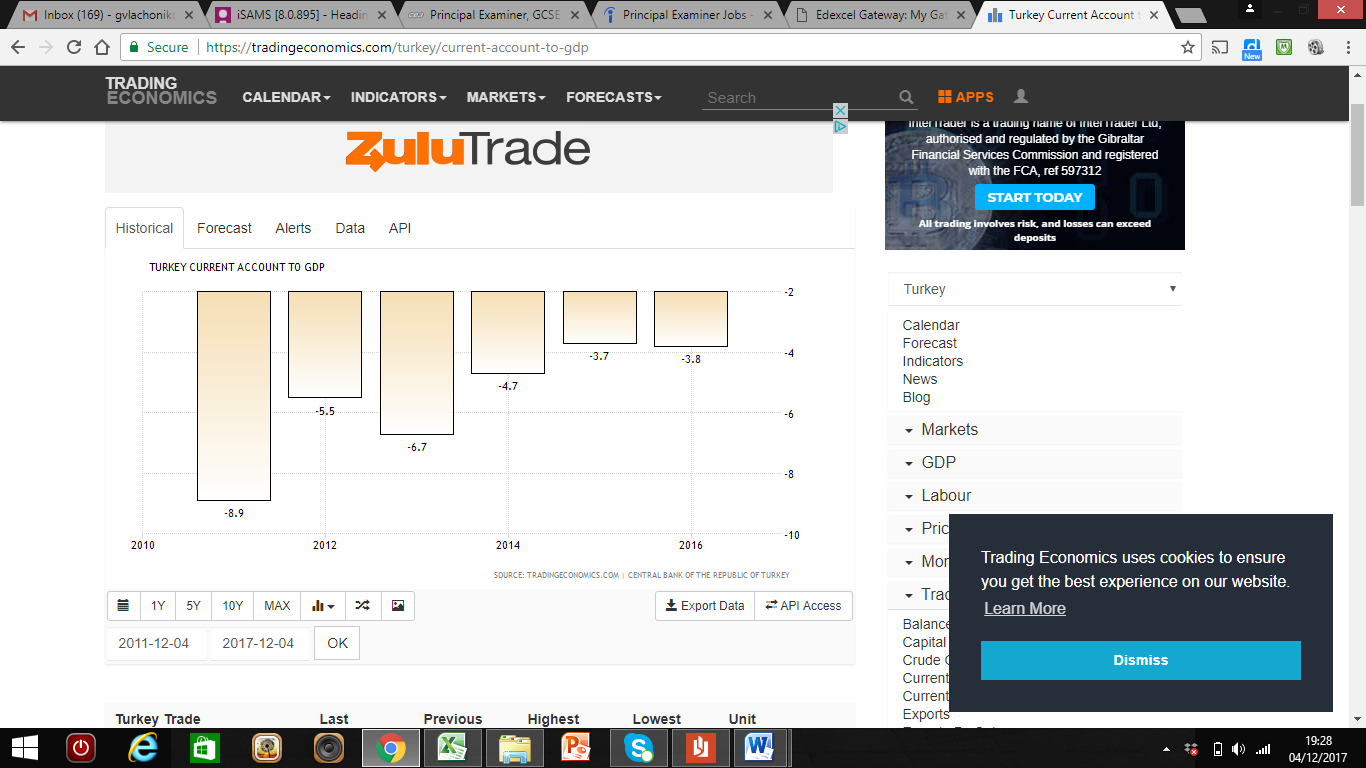 Inbox (169) - gvlachonik
iSAMS [8.0.895] - Headin
Principal Examiner, GCSE
Principal Examiner Jobs -
Edexcel Gateway: My Gat
Turkey Current Account t
Secure https://tradingeconomics.com/turkey/current-account-to-gdp
New
TRADING
ECONOMICS
CALENDAR INDICATORS MARKETS FORECASTS Search APPS
ZuluTrade
InterTrader is a trading name of InterTrader Ltd,
authorised and regulated by the Gibraltar
Financial Services Commission and registered
with the FCA, ref 597312
START TODAY
All trading involves risk, and losses can exceed
deposits
Historical Forecast Alerts Data API
TURKEY CURRENT ACCOUNT TO GDP
-2
-4
-6
-8
-10
-8.9
-5.5
-6.7
-4.7
-3.7
-3.8
2010 2012 2014 2016
SOURCE: TRADINGECONOMICS.COM | CENTRAL BANK OF THE REPUBLIC OF TURKEY
1Y 5Y 10Y MAX Export Data API Access
2011-12-04 2017-12-04 OK
Turkey Trade Last Previous Highest Lowest Unit
Turkey
Calendar
Forecast
Indicators
News
Blog
Markets
GDP
Labour
Pric
Mon
Trad
Balance
Capital
Crude O
Current
Current
Exports
Trading Economics uses cookies to ensure
you get the best experience on our website.
Learn More
Dismiss
19:28
04/12/2017